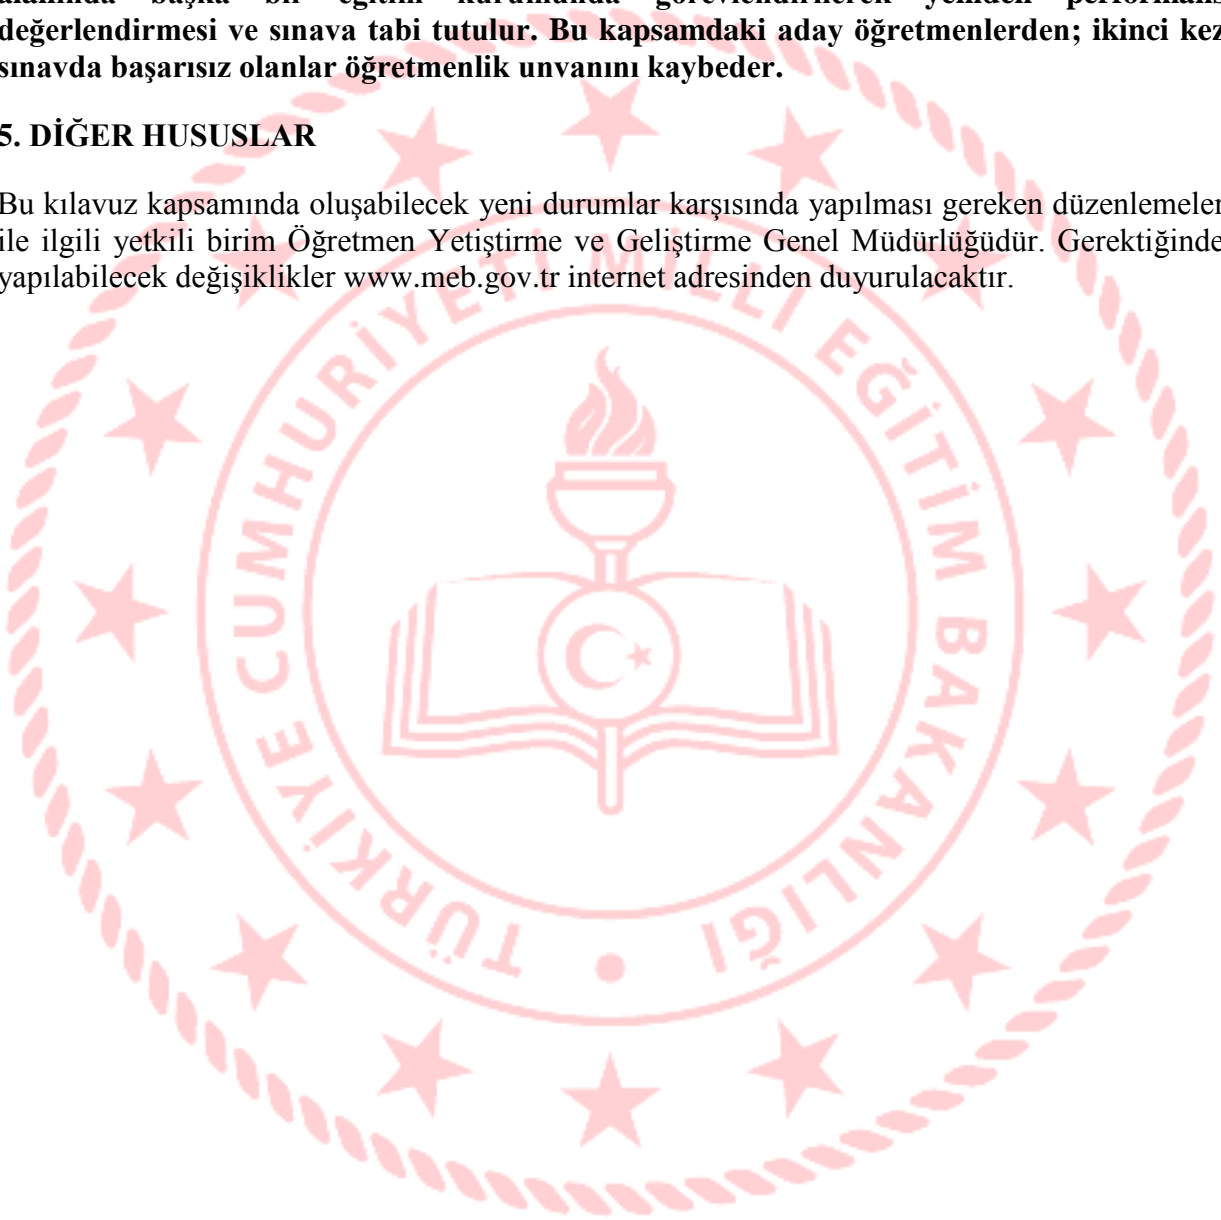 alanında başka bir eğitim kurumunda görevlendirilerek yeniden performans
değerlendirmesi ve sınava tabi tutulur. Bu kapsamdaki aday öğretmenlerden; ikinci kez
sınavda başarısız olanlar öğretmenlik unvanını kaybeder.
5. DİĞER HUSUSLAR
Bu kılavuz kapsamında oluşabilecek yeni durumlar karşısında yapılması gereken düzenlemeler
ile ilgili yetkili birim Öğretmen Yetiştirme ve Geliştirme Genel Müdürlüğüdür. Gerektiğinde
yapılabilecek değişiklikler www.meb.gov.tr internet adresinden duyurulacaktır.
TÜRKİYE CUMHURİYETİ MİLLİ EĞİTİM BAKANLIĞI